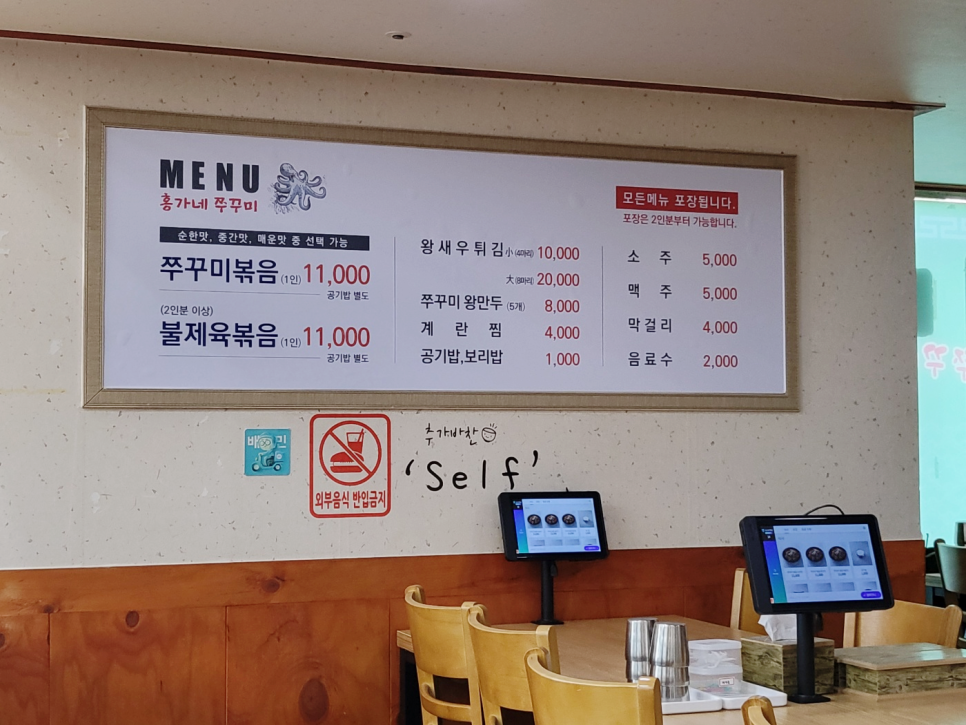 MENU
홍가네 쭈꾸미
순한맛, 중간맛, 매운맛 중 선택 가능
쭈꾸미볶음 (1인) 11,000
공기밥 별도
(2인분 이상)
불제육볶음 (1인) 11,000
공기밥 별도
왕새우튀김 小 (4마리) 10,000
大 (8마리) 20,000
쭈꾸미 왕만두 (5개) 8,000
계란찜 4,000
공기밥,보리밥 1,000
모든메뉴 포장됩니다.
포장은 2인분부터 가능합니다.
소주 5,000
맥주 5,000
막걸리 4,000
음료수 2,000
배민
외부음식 반입금지
추가반찬
'Self'